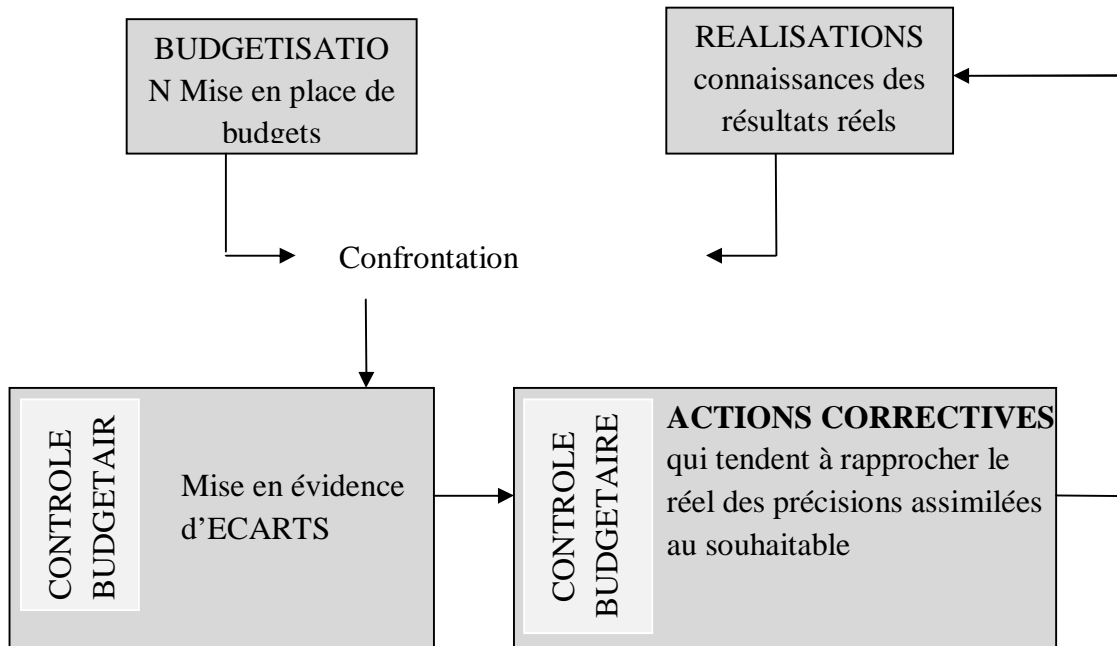 BUDGETISATIO
N Mise en place de
budgets
REALISATIONS
connaissances des
résultats réels
Confrontation
CONTROLE
BUDGETAIR
Mise en évidence
d’ECARTS
CONTROLE
BUDGETAIRE
ACTIONS CORRECTIVES
qui tendent à rapprocher le
réel des précisions assimilées
au souhaitable